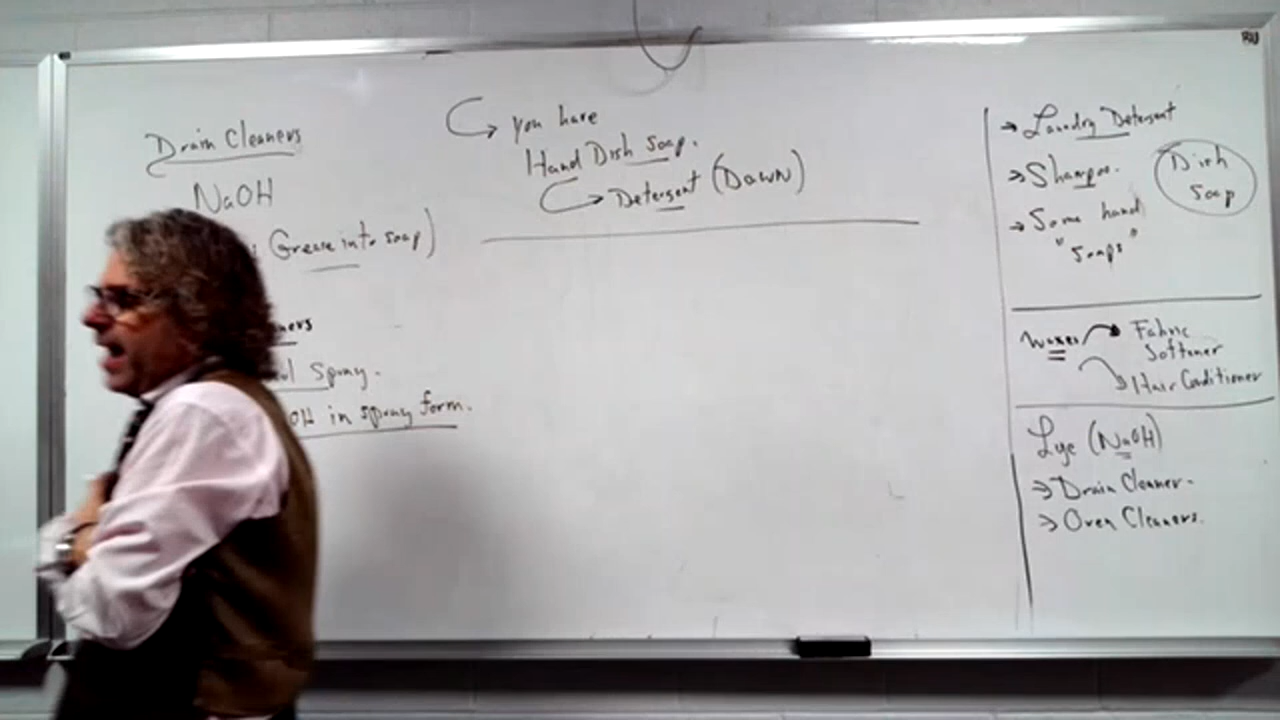 Drain Cleaners
NaOH
Grease into soap)
ners
ul Spray.
OH in spray form.
you have
Hand Dish soap.
Detergent (DAWN)
Laundry Detergent
Shampoo.
Some hand
"soaps"
Dish
Soap
Waxes
Fabric
Softener
Hair Conditioner
Lye (NaOH)
Drain Cleaner.
Oven Cleaners.